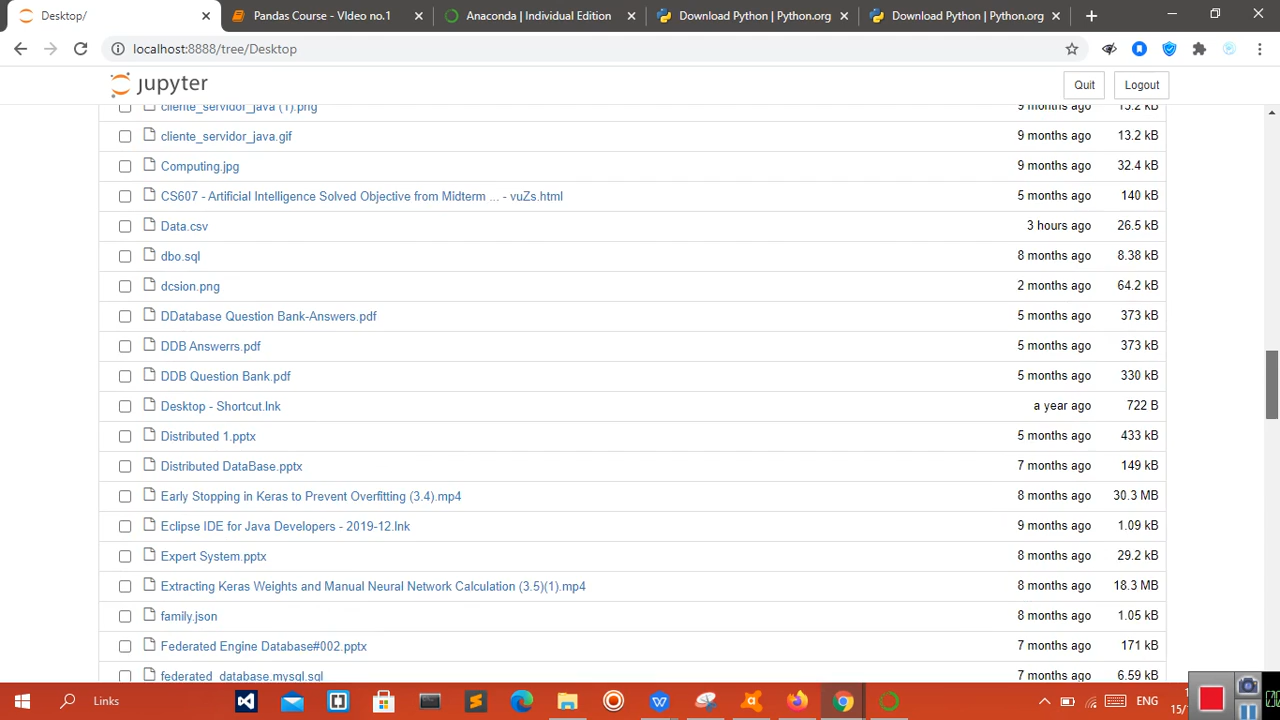 Desktop/
Pandas Course - VIdeo no.1
Anaconda | Individual Edition
Download Python | Python.org
Download Python | Python.org
localhost:8888/tree/Desktop
jupyter
Quit
Logout
cliente_servidor_java (1).png 9 months ago 15.2 kB
cliente_servidor_java.gif 9 months ago 13.2 kB
Computing.jpg 9 months ago 32.4 kB
CS607 - Artificial Intelligence Solved Objective from Midterm ... - vuZs.html 5 months ago 140 kB
Data.csv 3 hours ago 26.5 kB
dbo.sql 8 months ago 8.38 kB
dcsion.png 2 months ago 64.2 kB
DDatabase Question Bank-Answers.pdf 5 months ago 373 kB
DDB Answerrs.pdf 5 months ago 373 kB
DDB Question Bank.pdf 5 months ago 330 kB
Desktop - Shortcut.lnk a year ago 722 B
Distributed 1.pptx 5 months ago 433 kB
Distributed DataBase.pptx 7 months ago 149 kB
Early Stopping in Keras to Prevent Overfitting (3.4).mp4 8 months ago 30.3 MB
Eclipse IDE for Java Developers - 2019-12.lnk 9 months ago 1.09 kB
Expert System.pptx 8 months ago 29.2 kB
Extracting Keras Weights and Manual Neural Network Calculation (3.5)(1).mp4 8 months ago 18.3 MB
family.json 8 months ago 1.05 kB
Federated Engine Database#002.pptx 7 months ago 171 kB
federated_database.mysql.sql 7 months ago 6.59 kB
Links
ENG